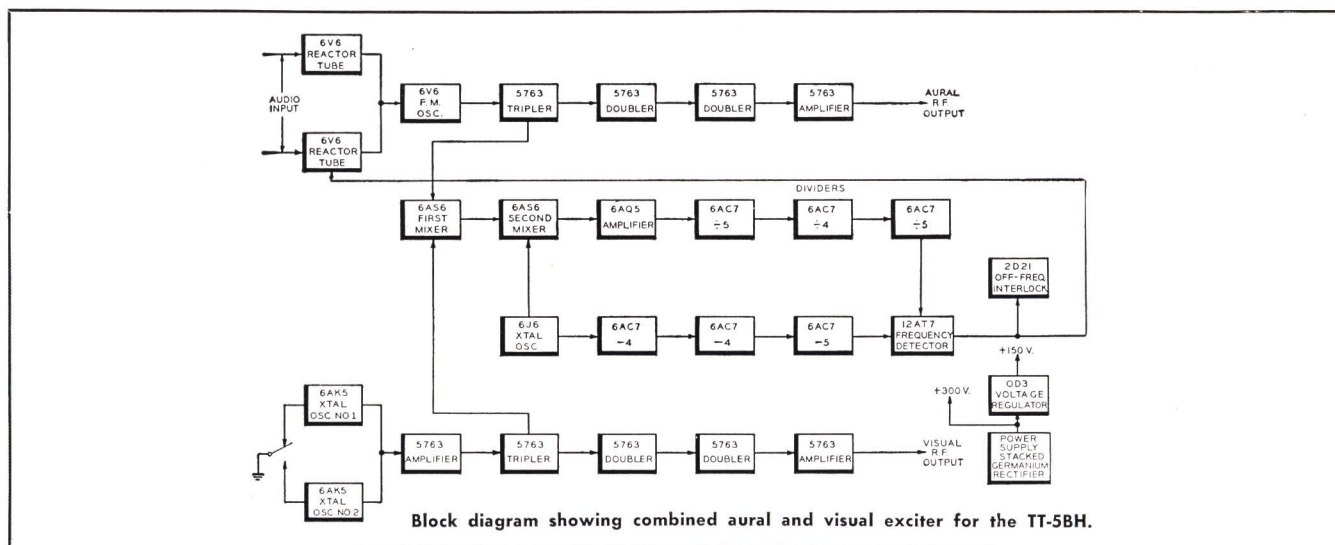 6V6
REACTOR
TUBE
AUDIO
INPUT
6V6
REACTOR
TUBE
6V6
F.M.
OSC.
5763
TRIPLER
5763
DOUBLER
5763
DOUBLER
5763
AMPLIFIER
AURAL
R F
OUTPUT
DIVIDERS
6AS6
FIRST
MIXER
6AS6
SECOND
MIXER
6AQ5
AMPLIFIER
6AC7
÷5
6AC7
÷4
6AC7
÷5
2D21
OFF-FREQ
INTERLOCK
6J6
XTAL
OSC
6AC7
-4
6AC7
-4
6AC7
-5
12AT7
FREQUENCY
DETECTOR
+150 V.
+300 V.
OD3
VOLTAGE
REGULATOR
POWER
SUPPLY
STACKED
GERMANIUM
RECTIFIER
6AK5
XTAL
OSC NO 1
6AK5
XTAL
OSC NO 2
5763
AMPLIFIER
5763
TRIPLER
5763
DOUBLER
5763
DOUBLER
5763
AMPLIFIER
VISUAL
R F
OUTPUT
Block diagram showing combined aural and visual exciter for the TT-5BH.